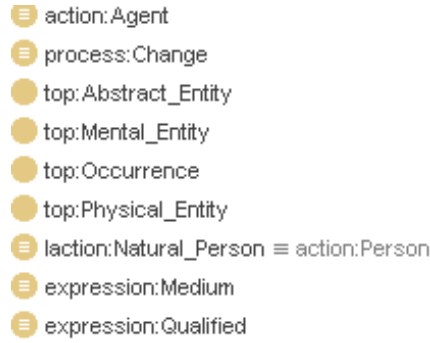 action:Agent
process:Change
top:Abstract_Entity
top:Mental_Entity
top:Occurrence
top:Physical_Entity
laction:Natural_Person ≡ action:Person
expression:Medium
expression:Qualified